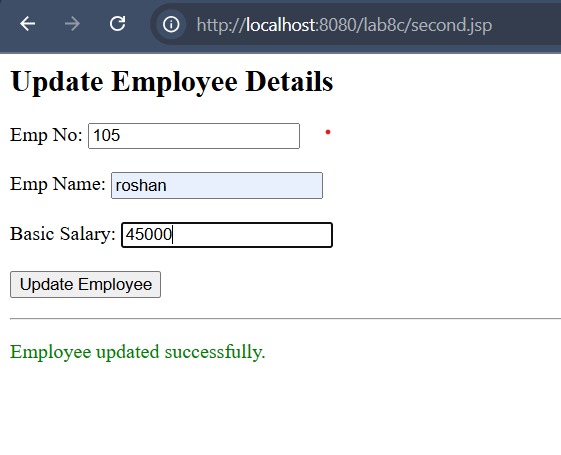 http://localhost:8080/lab8c/second.jsp
Update Employee Details
Emp No: 105
Emp Name: roshan
Basic Salary: 45000
Update Employee
Employee updated successfully.